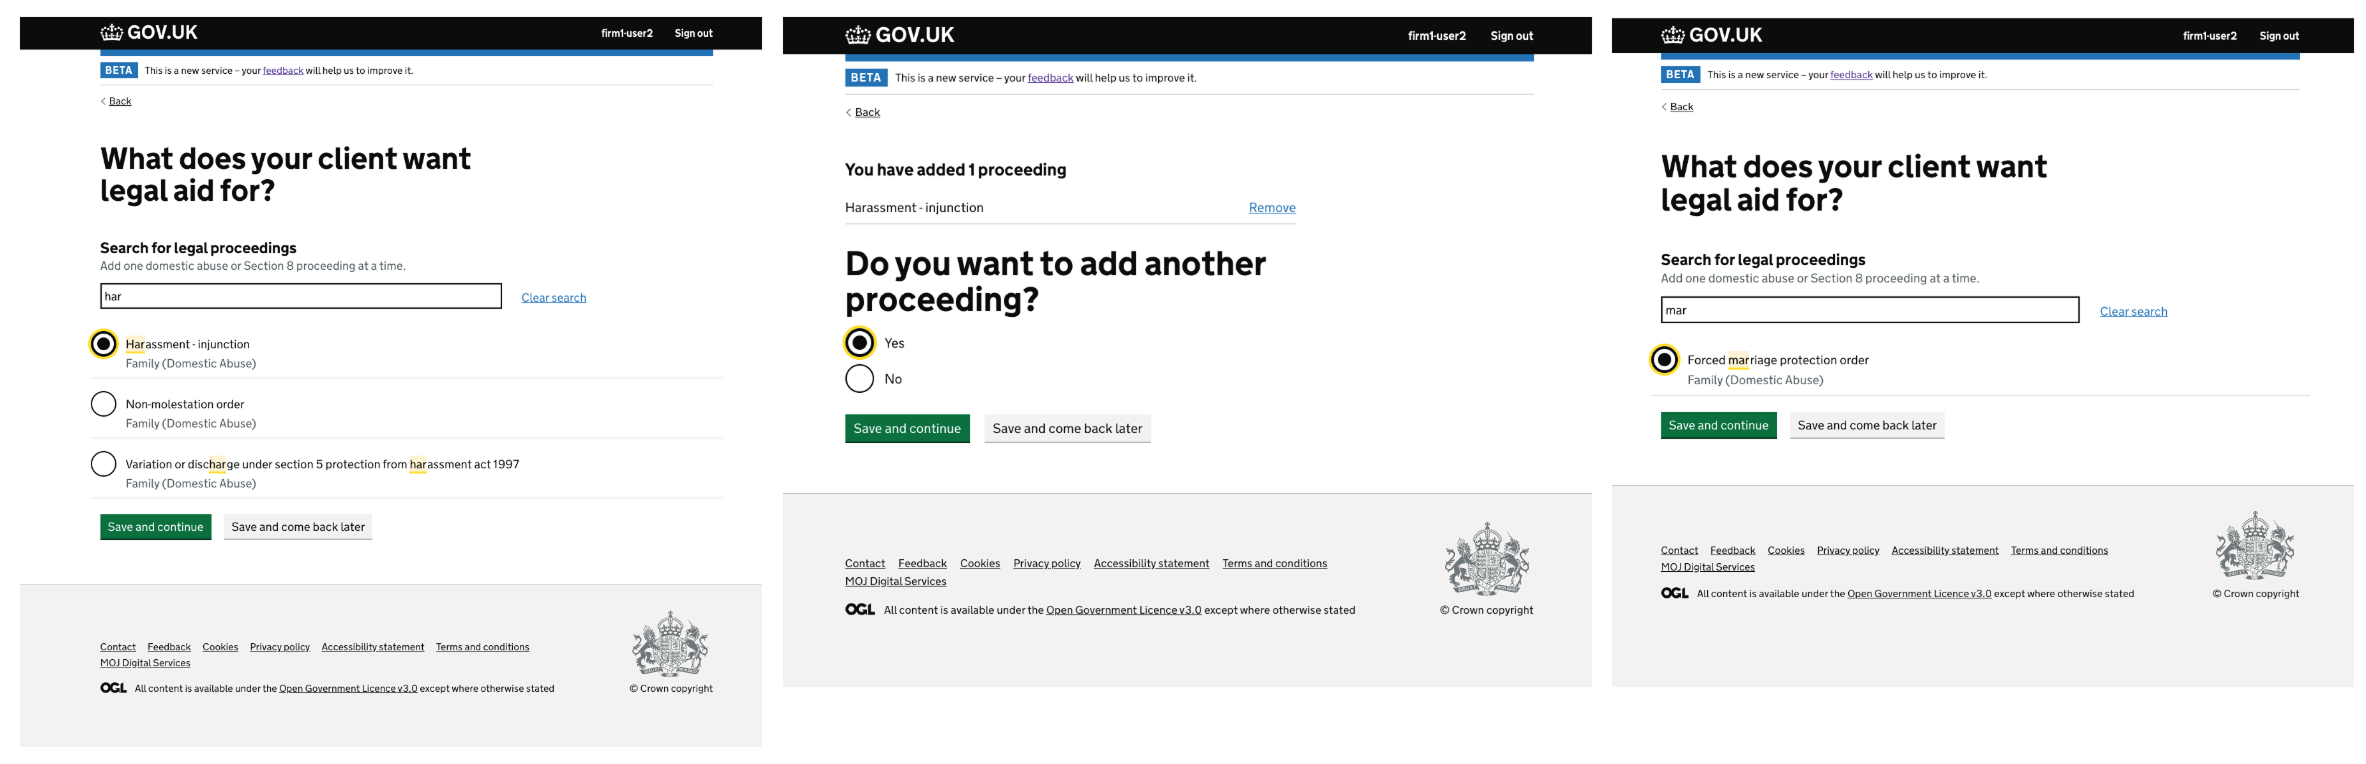 GOV.UK
firm1-user2 Sign out
BETA This is a new service – your feedback will help us to improve it.
Back
What does your client want
legal aid for?
Search for legal proceedings
Add one domestic abuse or Section 8 proceeding at a time.
har Clear search
Harassment - injunction
Family (Domestic Abuse)
Non-molestation order
Family (Domestic Abuse)
Variation or discharge under section 5 protection from harassment act 1997
Family (Domestic Abuse)
Save and continue Save and come back later
Contact Feedback Cookies Privacy policy Accessibility statement Terms and conditions
MOJ Digital Services
OGL All content is available under the Open Government Licence v3.0 except where otherwise stated
© Crown copyright
GOV.UK
firm1-user2 Sign out
BETA This is a new service – your feedback will help us to improve it.
Back
You have added 1 proceeding
Harassment - injunction Remove
Do you want to add another
proceeding?
Yes
No
Save and continue Save and come back later
Contact Feedback Cookies Privacy policy Accessibility statement Terms and conditions
MOJ Digital Services
OGL All content is available under the Open Government Licence v3.0 except where otherwise stated
© Crown copyright
GOV.UK
firm1-user2 Sign out
BETA This is a new service – your feedback will help us to improve it.
Back
What does your client want
legal aid for?
Search for legal proceedings
Add one domestic abuse or Section 8 proceeding at a time.
mar Clear search
Forced marriage protection order
Family (Domestic Abuse)
Save and continue Save and come back later
Contact Feedback Cookies Privacy policy Accessibility statement Terms and conditions
MOJ Digital Services
OGL All content is available under the Open Government Licence v3.0 except where otherwise stated
© Crown copyright